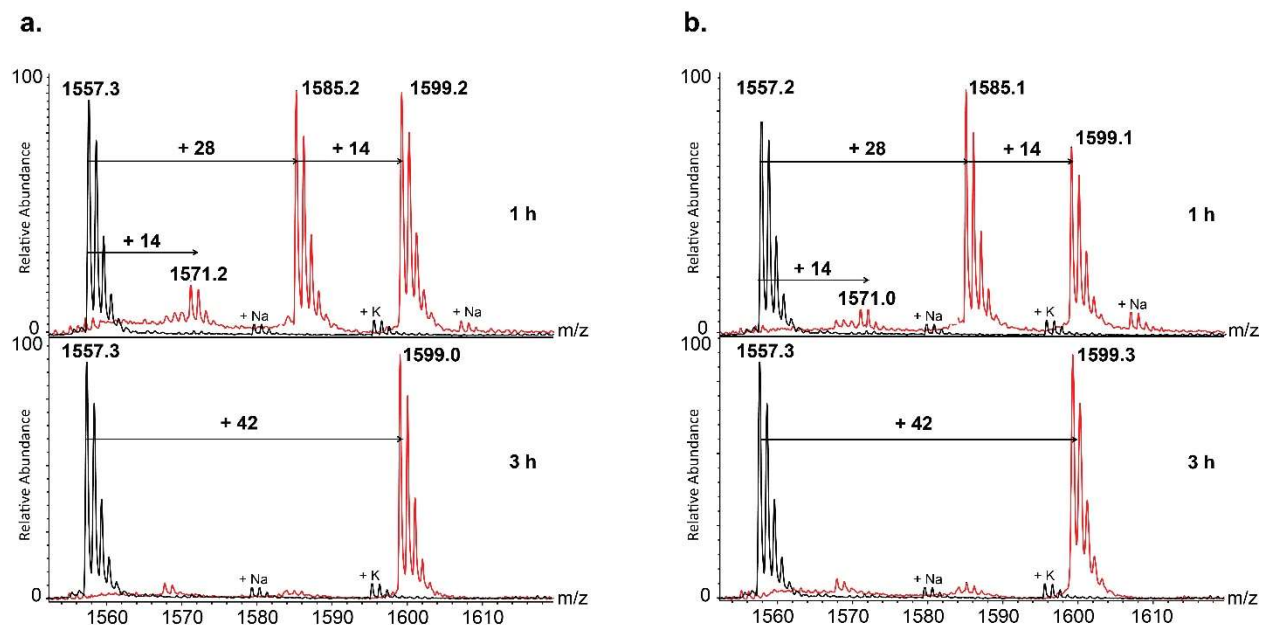 a.
100
1557.3
1585.2
1599.2
+ 28
+ 14
Relative Abundance
1 h
+ 14
1571.2
+ Na
+ K
+ Na
0
m/z
100
1557.3
1599.0
+ 42
Relative Abundance
3 h
+ Na
+ K
0
m/z
1560
1570
1580
1590
1600
1610
b.
100
1557.2
1585.1
1599.1
+ 28
+ 14
Relative Abundance
1 h
+ 14
1571.0
+ Na
+ K
+ Na
0
m/z
100
1557.3
1599.3
+ 42
Relative Abundance
3 h
+ Na
+ K
0
m/z
1560
1570
1580
1590
1600
1610